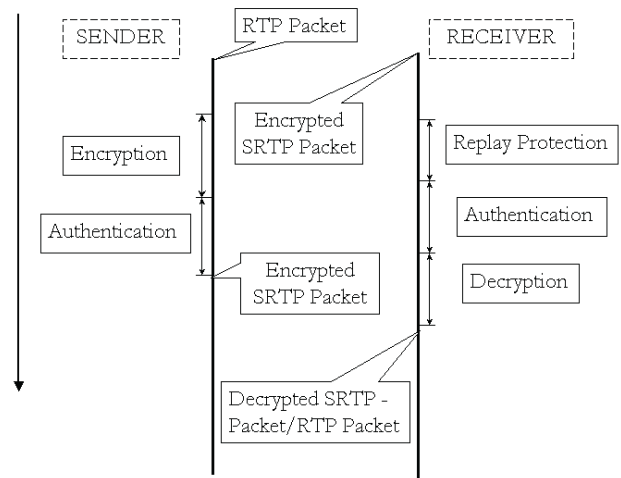 SENDER
RTP Packet
RECEIVER
Encrypted
SRTP Packet
Encryption
Replay Protection
Authentication
Authentication
Encrypted
SRTP Packet
Decryption
Decrypted SRTP -
Packet/RTP Packet